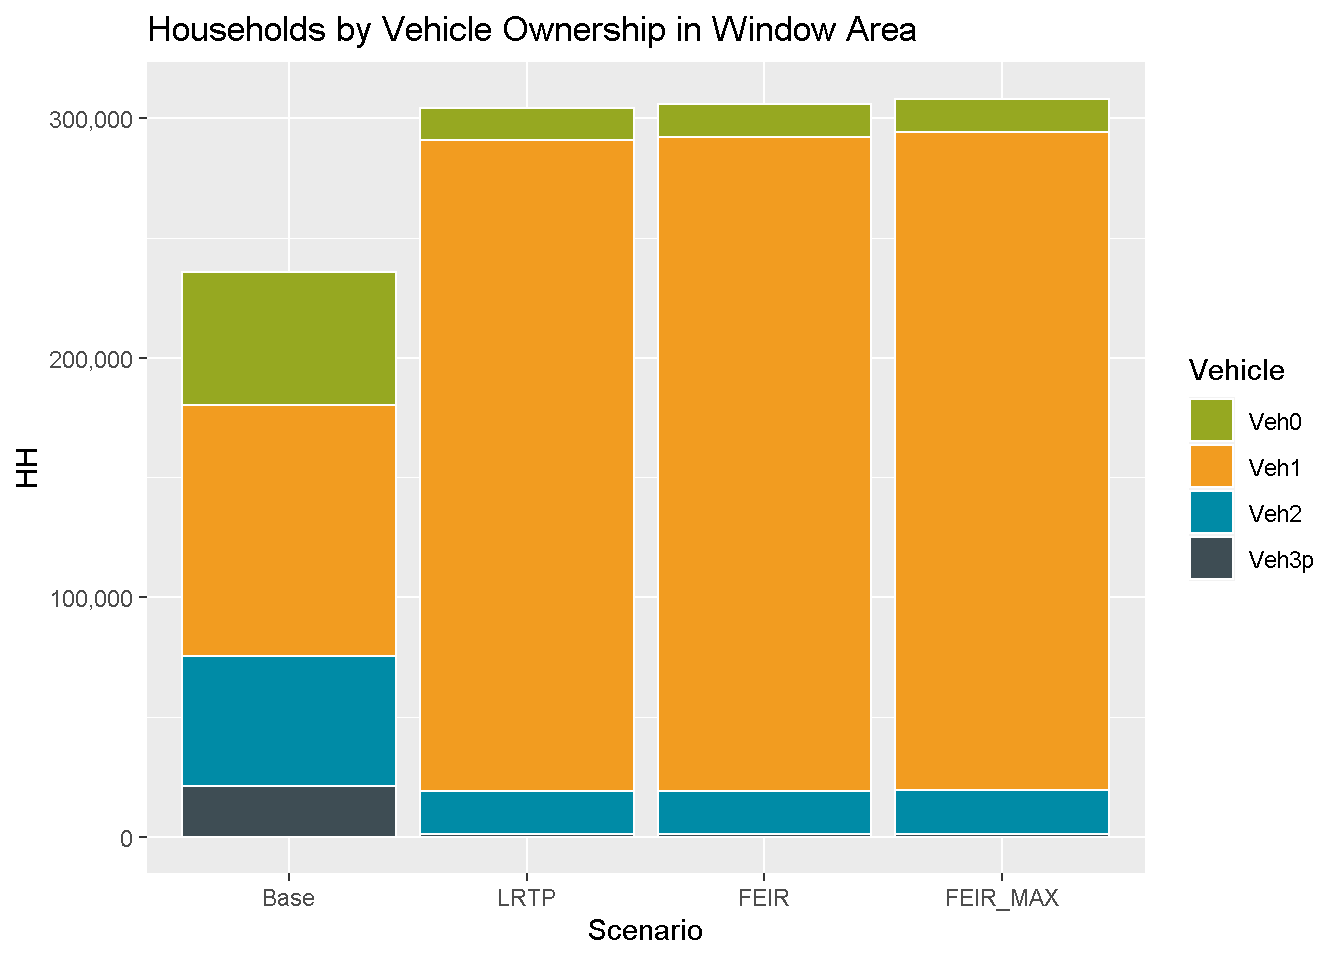 Households by Vehicle Ownership in Window Area
HH
300,000
200,000
100,000
0
Base
LRTP
FEIR
FEIR_MAX
Scenario
Vehicle
Veh0
Veh1
Veh2
Veh3p